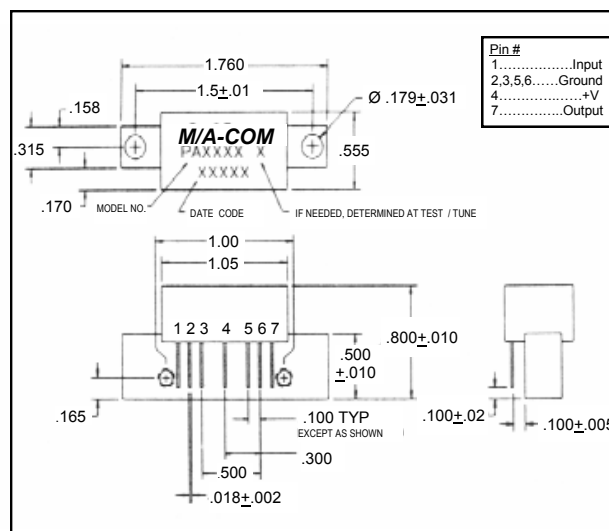 Pin #
1.................Input
2,3,5,6......Ground
4......................+V
7...............Output
1.760
1.5±.01
.158
Ø .179±.031
M/A-COM
PAXXXX X
XXXXX
.315
.555
.170
MODEL NO.
DATE CODE
IF NEEDED, DETERMINED AT TEST / TUNE
1.00
1.05
1 2 3 4 5 6 7
.800±.010
.500
±.010
.165
.100 TYP
EXCEPT AS SHOWN
.100±.02
.100±.005
.300
.500
.018±.002